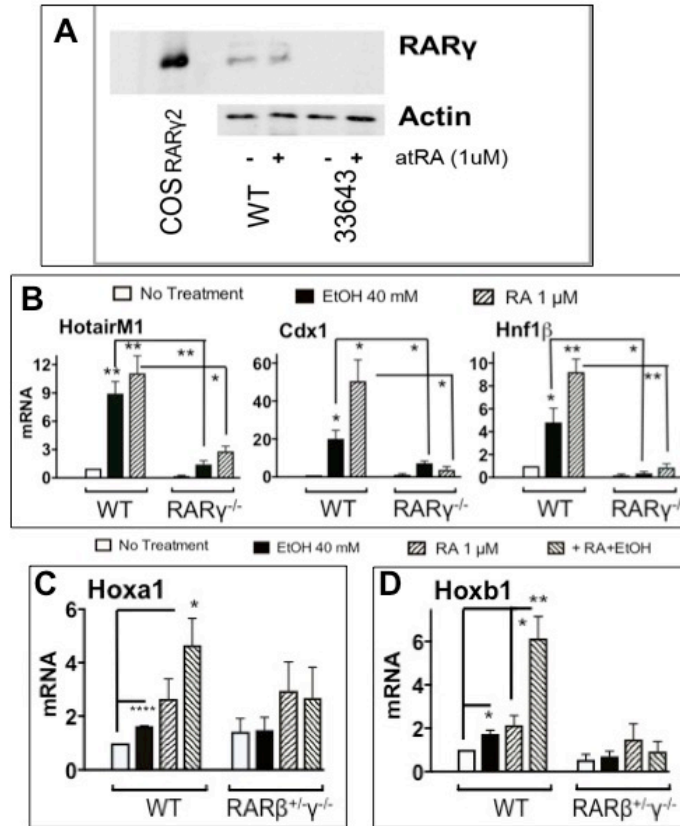 A
RARγ
Actin
- + - + atRA (1uM)
COS RARγ2
WT
33643
B
No Treatment EtOH 40 mM RA 1 µM
HotairM1 Cdx1 Hnf1β
mRNA
12
9
6
3
0
** ** ** *
WT RARγ-/-
60
40
20
0
* * * *
WT RARγ-/-
10
8
6
4
2
0
* ** * **
WT RARγ-/-
No Treatment EtOH 40 mM RA 1 µM + RA+EtOH
C Hoxa1
mRNA
6
4
2
0
**** *
WT RARβ+/-γ-/-
D Hoxb1
mRNA
6
4
2
0
* * **
WT RARβ+/-γ-/-